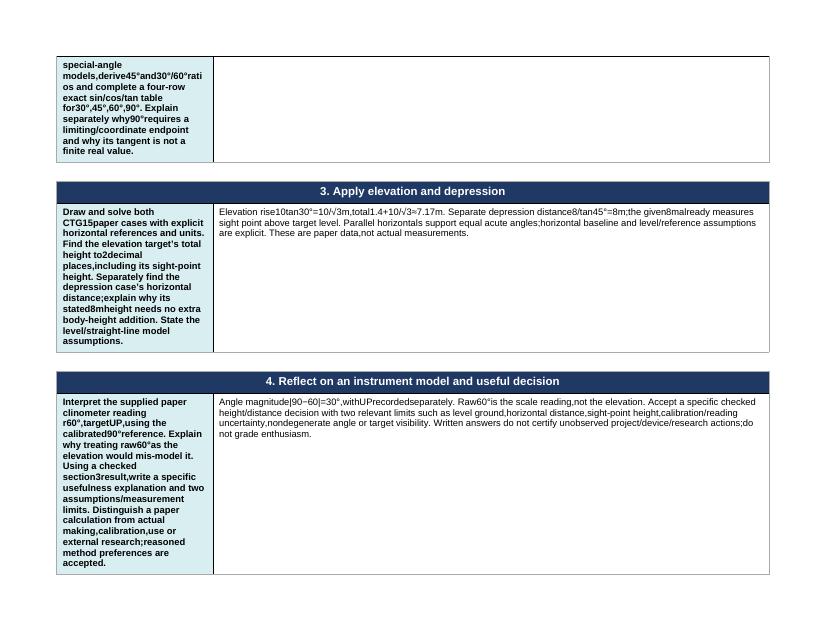 special-angle
models,derive45°and30°/60°rati
os and complete a four-row
exact sin/cos/tan table
for30°,45°,60°,90°. Explain
separately why90°requires a
limiting/coordinate endpoint
and why its tangent is not a
finite real value.
3. Apply elevation and depression
Draw and solve both
CTG15paper cases with explicit
horizontal references and units.
Find the elevation target's total
height to2decimal
places,including its sight-point
height. Separately find the
depression case's horizontal
distance;explain why its
stated8mheight needs no extra
body-height addition. State the
level/straight-line model
assumptions.
Elevation rise10tan30°=10/√3m,total1.4+10/√3≈7.17m. Separate depression distance8/tan45°=8m;the given8malready measures
sight point above target level. Parallel horizontals support equal acute angles;horizontal baseline and level/reference assumptions
are explicit. These are paper data,not actual measurements.
4. Reflect on an instrument model and useful decision
Interpret the supplied paper
clinometer reading
r60°,targetUP,using the
calibrated90°reference. Explain
why treating raw60°as the
elevation would mis-model it.
Using a checked
section3result,write a specific
usefulness explanation and two
assumptions/measurement
limits. Distinguish a paper
calculation from actual
making,calibration,use or
external research;reasoned
method preferences are
accepted.
Angle magnitude|90−60|=30°,withUPrecordedseparately. Raw60°is the scale reading,not the elevation. Accept a specific checked
height/distance decision with two relevant limits such as level ground,horizontal distance,sight-point height,calibration/reading
uncertainty,nondegenerate angle or target visibility. Written answers do not certify unobserved project/device/research actions;do
not grade enthusiasm.